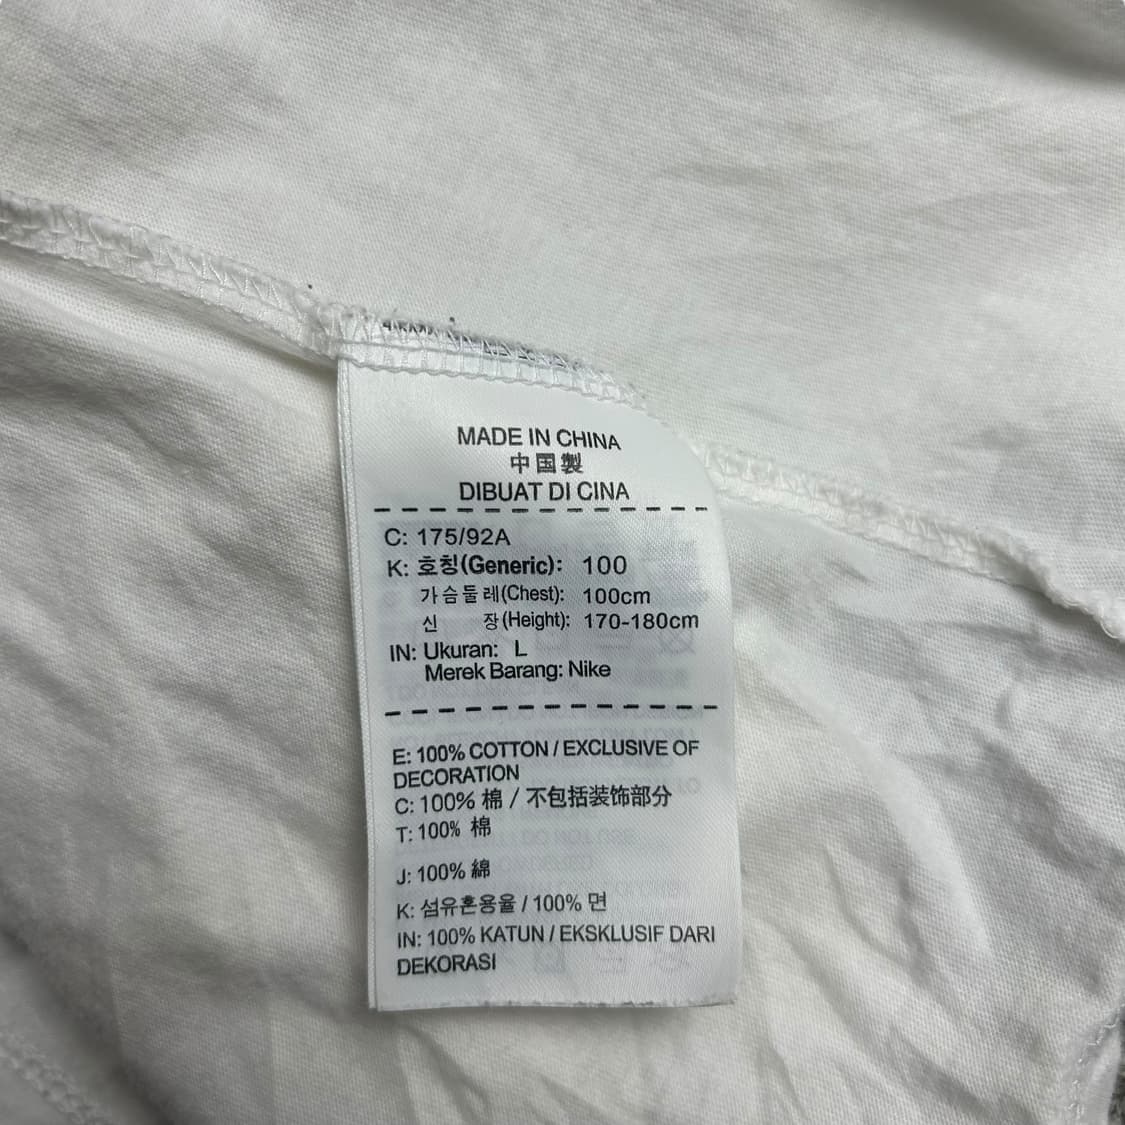 MADE IN CHINA
中国製
DIBUAT DI CINA
C: 175/92A
K: 호칭(Generic): 100
가슴둘레(Chest): 100cm
신 장(Height): 170-180cm
IN: Ukuran: L
Merek Barang: Nike
E: 100% COTTON / EXCLUSIVE OF
DECORATION
C: 100% 棉 / 不包括装饰部分
T: 100% 棉
J: 100% 綿
K: 섬유혼용율 / 100% 면
IN: 100% KATUN / EKSKLUSIF DARI
DEKORASI